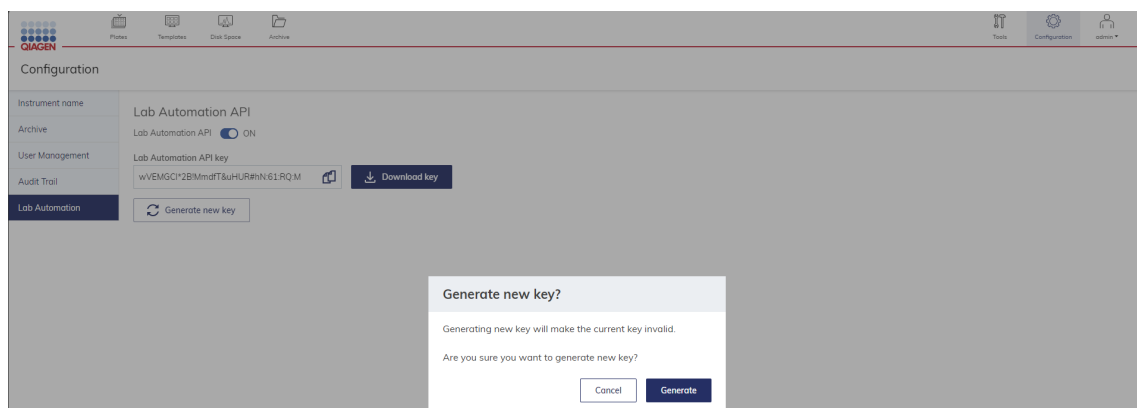 Plates Templates Disk Space Archive Tools Configuration admin
QIAGEN
Configuration
Instrument name
Archive
User Management
Audit Trail
Lab Automation
Lab Automation API
Lab Automation API ON
Lab Automation API key
wVEMGCI*2B!MmdfT&uHUR#hN:61:RQ:M Download key
Generate new key
Generate new key?
Generating new key will make the current key invalid.
Are you sure you want to generate new key?
Cancel Generate